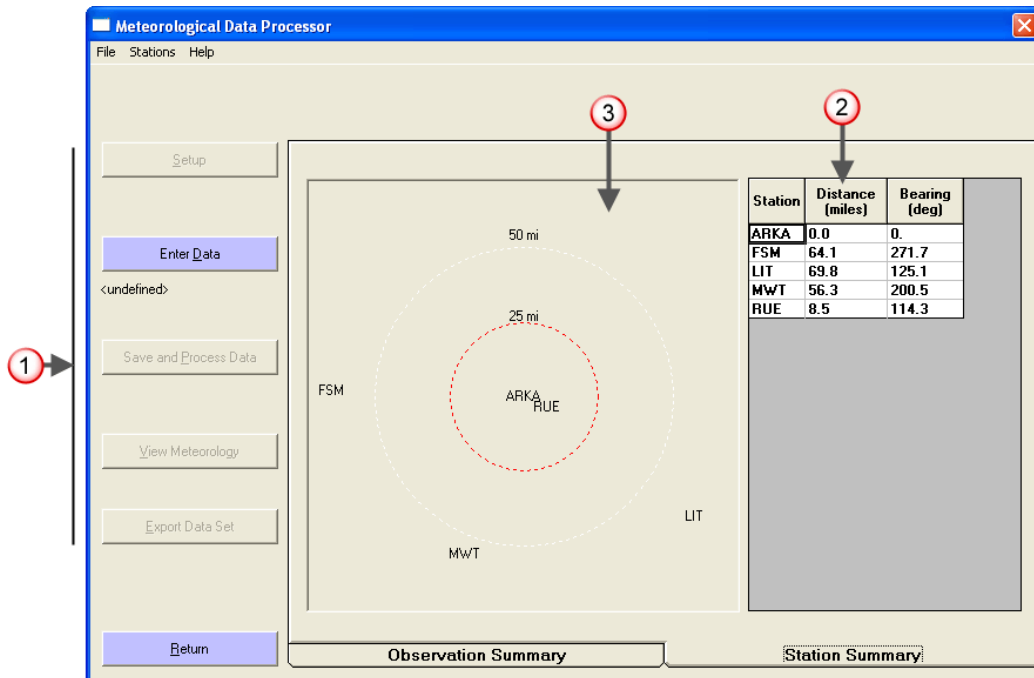 Meteorological Data Processor
File Stations Help
3
2
Setup
Enter Data
<undefined>
1
Save and Process Data
View Meteorology
Export Data Set
Return
50 mi
25 mi
FSM
ARKA
RUE
LIT
MWT
Station Distance (miles) Bearing (deg)
ARKA 0.0 0.
FSM 64.1 271.7
LIT 69.8 125.1
MWT 56.3 200.5
RUE 8.5 114.3
Observation Summary
Station Summary